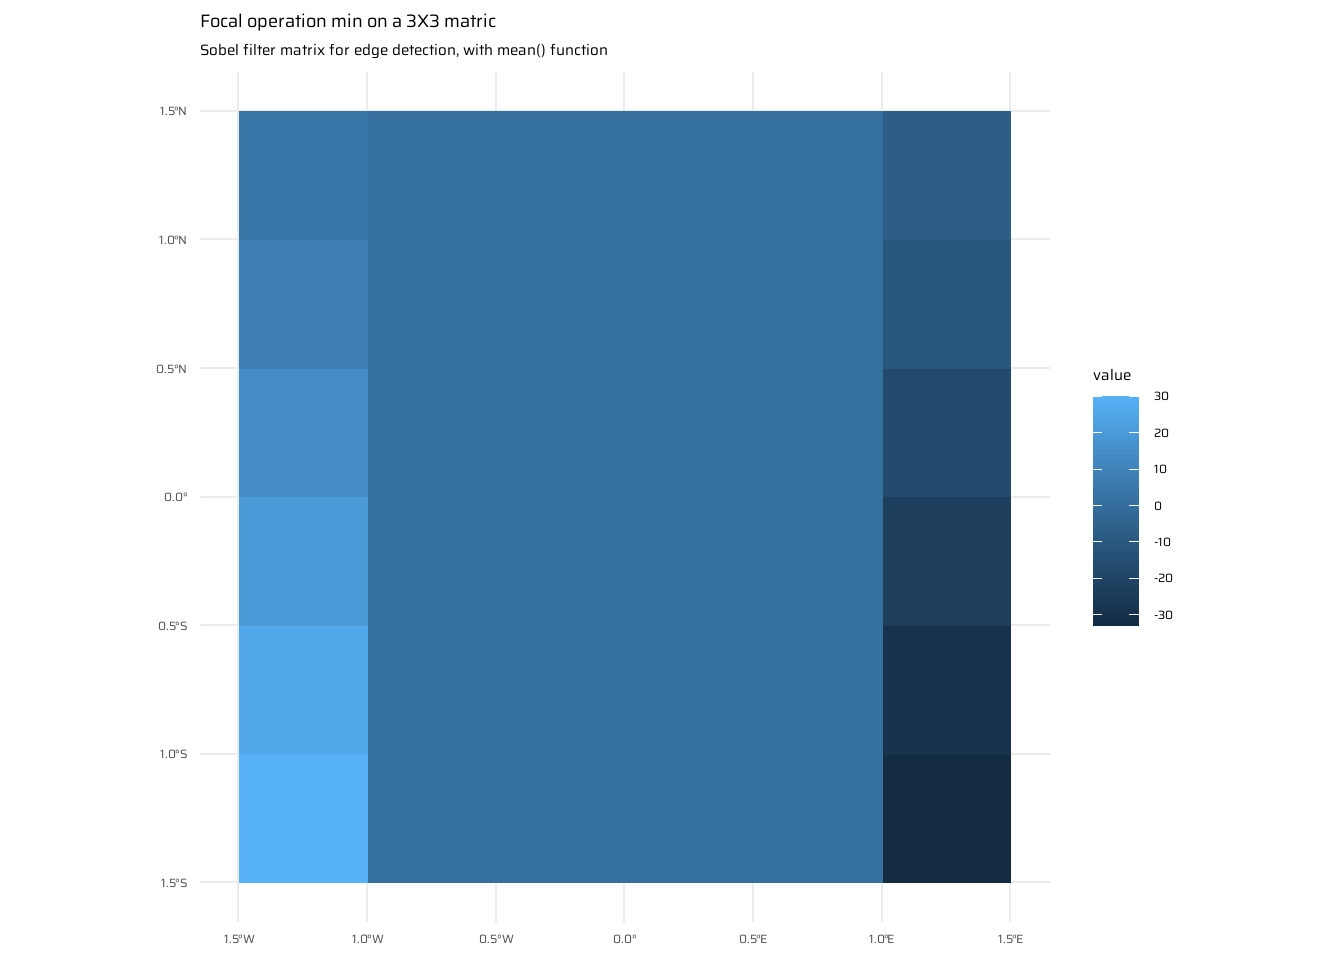 Focal operation min on a 3X3 matric
Sobel filter matrix for edge detection, with mean() function
1.5°N
1.0°N
0.5°N
0.0°
0.5°S
1.0°S
1.5°S
1.5°W
1.0°W
0.5°W
0.0°
0.5°E
1.0°E
1.5°E
value
30
20
10
0
-10
-20
-30